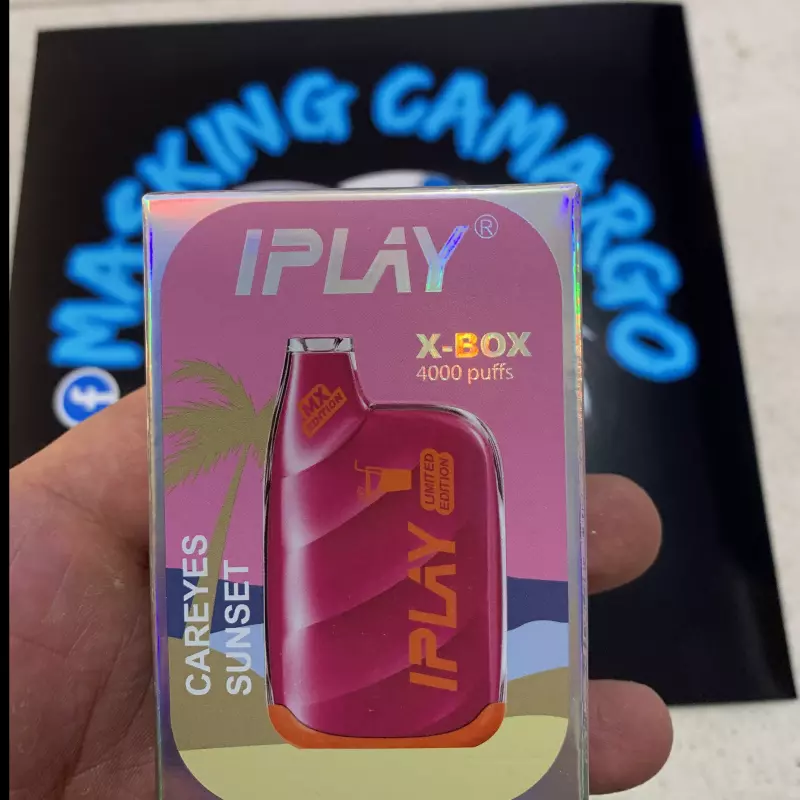 MASKING CAMARGO
f
IPLAY®
X-BOX
4000 puffs
MX
EDITION
LIMITED
EDITION
IPLAY
CAREYES
SUNSET